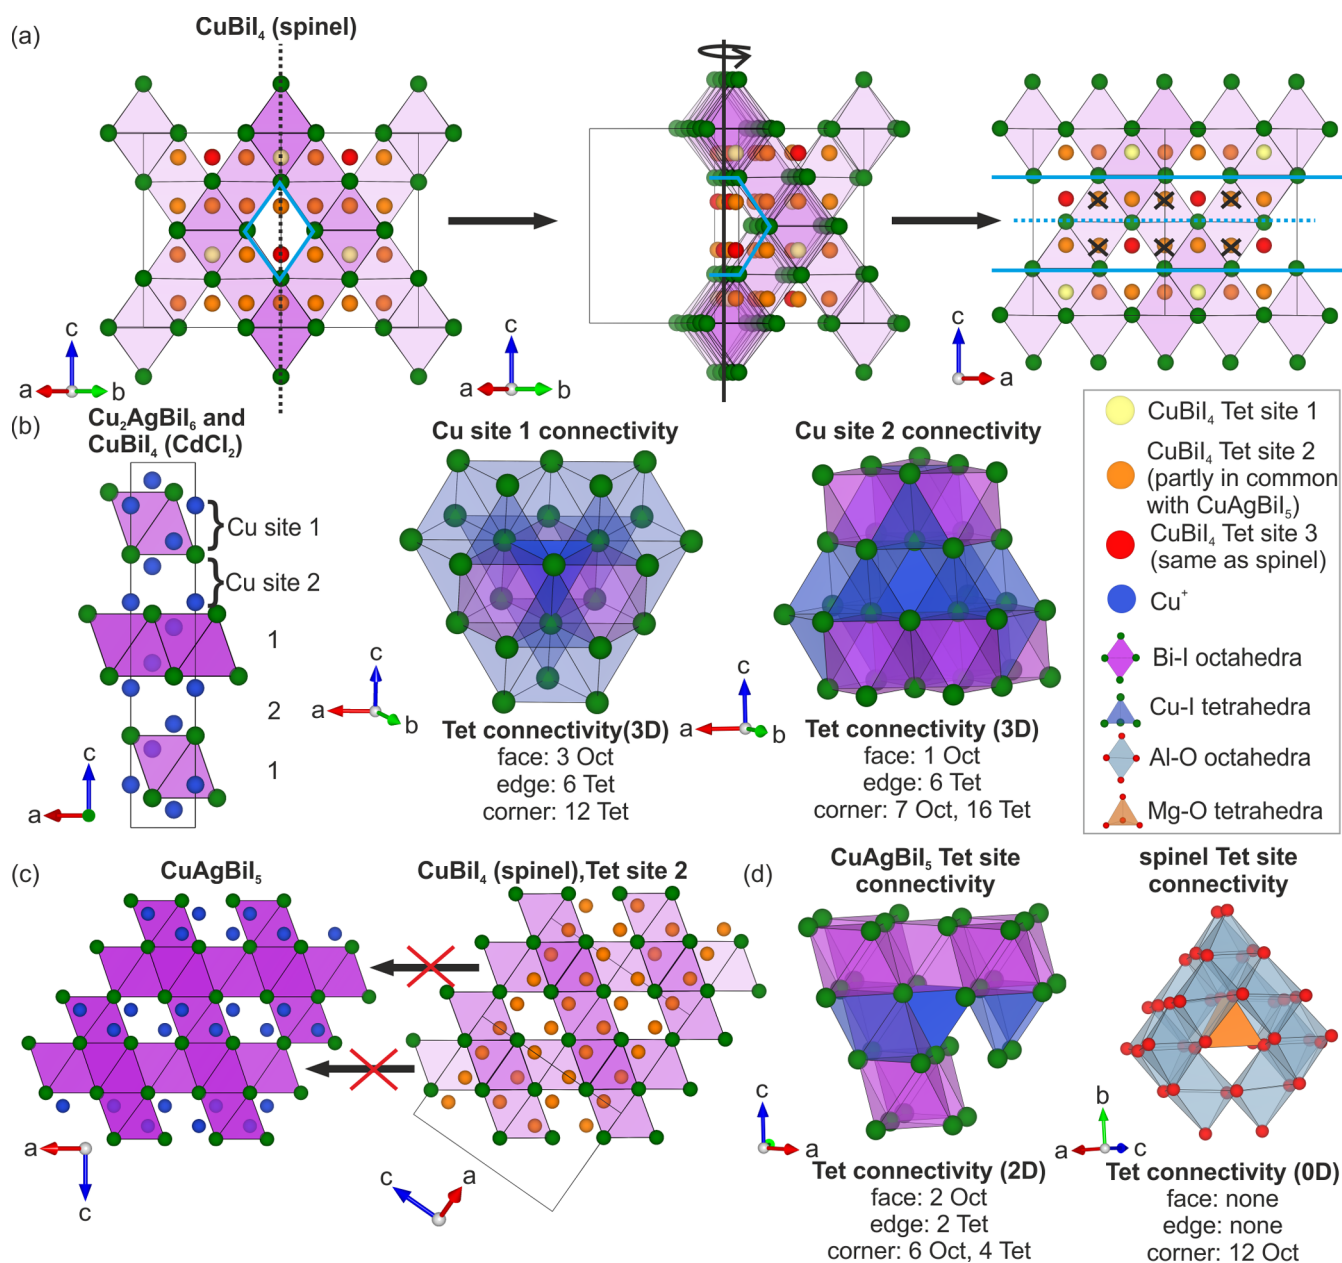 (a)
CuBiI₄ (spinel)
c
a
b
c
a
b
c
a
(b)
Cu₂AgBiI₆ and
CuBiI₄ (CdCl₂)
Cu site 1
Cu site 2
1
2
1
c
a
Cu site 1 connectivity
c
a
b
Tet connectivity(3D)
face: 3 Oct
edge: 6 Tet
corner: 12 Tet
Cu site 2 connectivity
c
a
b
Tet connectivity (3D)
face: 1 Oct
edge: 6 Tet
corner: 7 Oct, 16 Tet
CuBiI₄ Tet site 1
CuBiI₄ Tet site 2
(partly in common
with CuAgBiI₅)
CuBiI₄ Tet site 3
(same as spinel)
Cu⁺
Bi-I octahedra
Cu-I tetrahedra
Al-O octahedra
Mg-O tetrahedra
(c)
CuAgBiI₅
a
c
CuBiI₄ (spinel),Tet site 2
c
a
(d)
CuAgBiI₅ Tet site
connectivity
c
a
Tet connectivity (2D)
face: 2 Oct
edge: 2 Tet
corner: 6 Oct, 4 Tet
spinel Tet site
connectivity
b
a
c
Tet connectivity (0D)
face: none
edge: none
corner: 12 Oct